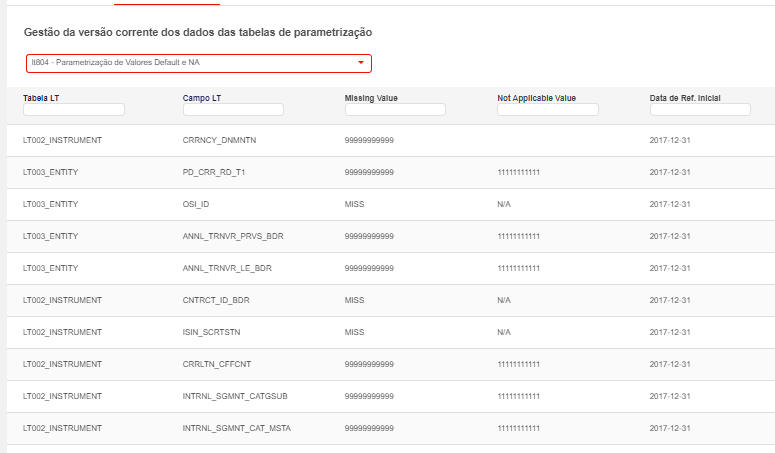 Gestão da versão corrente dos dados das tabelas de parametrização
lt804 - Parametrização de Valores Default e NA
Tabela LT Campo LT Missing Value Not Applicable Value Data de Ref. Inicial
LT002_INSTRUMENT CRRNCY_DNMNTN 99999999999 2017-12-31
LT003_ENTITY PD_CRR_RD_T1 99999999999 11111111111 2017-12-31
LT003_ENTITY OSI_ID MISS N/A 2017-12-31
LT003_ENTITY ANNL_TRNVR_PRVS_BDR 99999999999 11111111111 2017-12-31
LT003_ENTITY ANNL_TRNVR_LE_BDR 99999999999 11111111111 2017-12-31
LT002_INSTRUMENT CNTRCT_ID_BDR MISS N/A 2017-12-31
LT002_INSTRUMENT ISIN_SCRTSTN MISS N/A 2017-12-31
LT002_INSTRUMENT CRRLTN_CFFCNT 99999999999 11111111111 2017-12-31
LT002_INSTRUMENT INTRNL_SGMNT_CATGSUB 99999999999 11111111111 2017-12-31
LT002_INSTRUMENT INTRNL_SGMNT_CAT_MSTA 99999999999 11111111111 2017-12-31